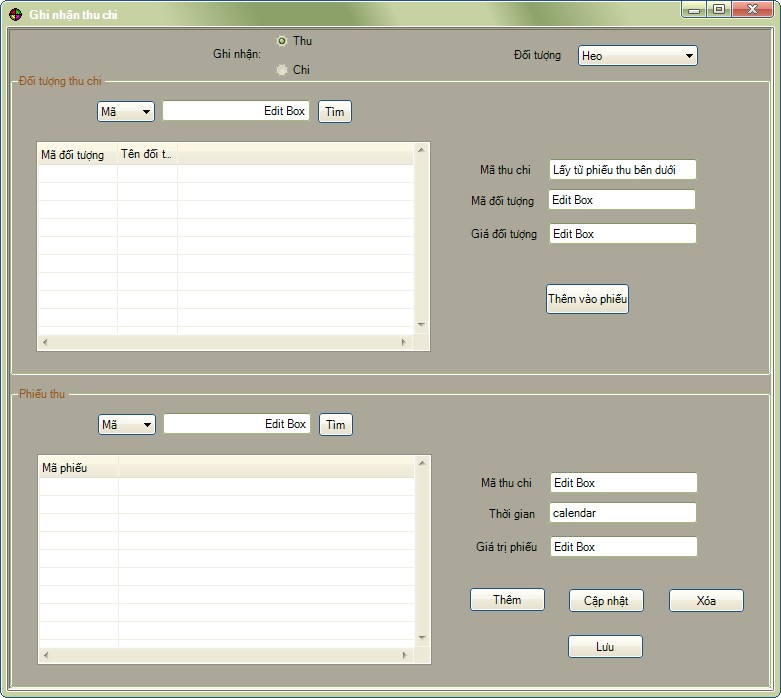 Ghi nhận thu chi
Ghi nhận:
Thu
Chi
Đối tượng
Heo
Đối tượng thu chi
Mã
Edit Box
Tìm
Mã đối tượng
Tên đối t...
Mã thu chi
Lấy từ phiếu thu bên dưới
Mã đối tượng
Edit Box
Giá đối tượng
Edit Box
Thêm vào phiếu
Phiếu thu
Mã
Edit Box
Tìm
Mã phiếu
Mã thu chi
Edit Box
Thời gian
calendar
Giá trị phiếu
Edit Box
Thêm
Cập nhật
Xóa
Lưu